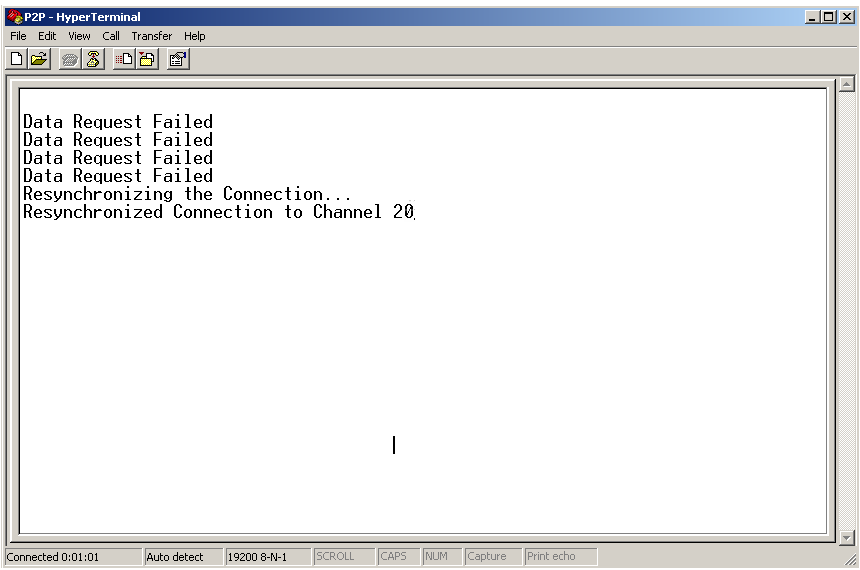 P2P - HyperTerminal
File Edit View Call Transfer Help
Data Request Failed
Data Request Failed
Data Request Failed
Data Request Failed
Resynchronizing the Connection...
Resynchronized Connection to Channel 20
Connected 0:01:01 Auto detect 19200 8-N-1 SCROLL CAPS NUM Capture Print echo